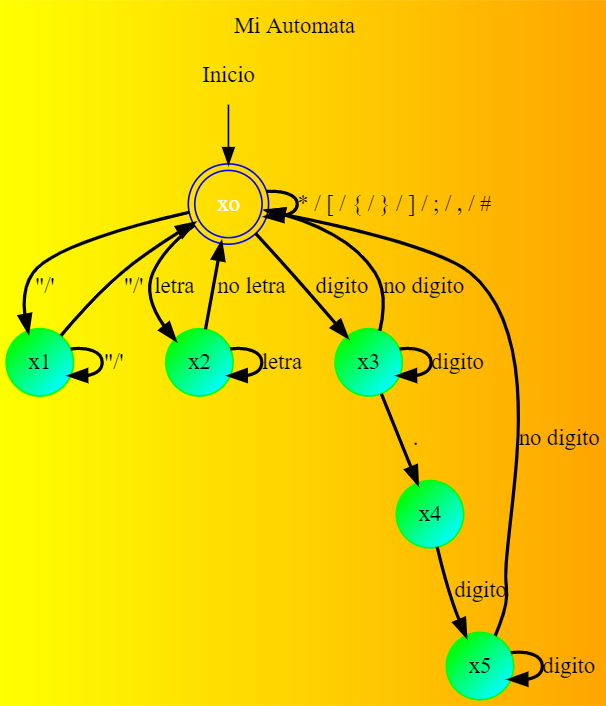 Mi Automata
Inicio
xo
* / [ / { / } / ] / ; / , / #
"/'
"/'
letra
no letra
digito
no digito
x1
"/'
x2
letra
x3
digito
.
no digito
x4
digito
x5
digito